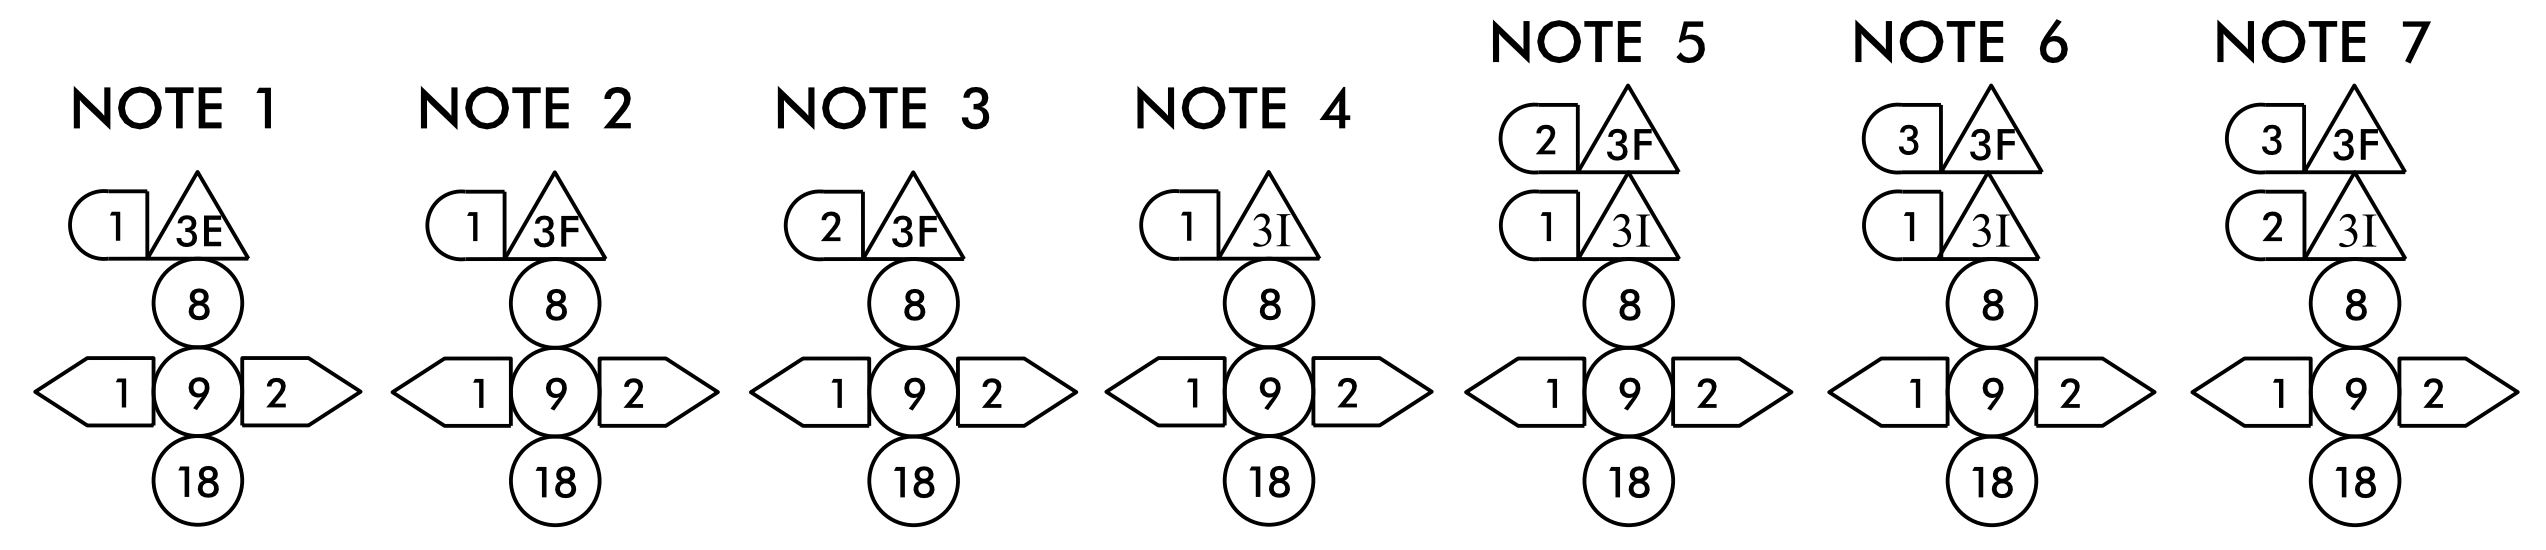 NOTE 5 NOTE 6 NOTE 7
NOTE 1 NOTE 2 NOTE 3 NOTE 4
2 3F 3 3F 3 3F
1 3E 1 3F 2 3F 1 3I 1 3I 1 3I 2 3I
8 8 8 8 8 8 8
1 9 2 1 9 2 1 9 2 1 9 2 1 9 2 1 9 2 1 9 2
18 18 18 18 18 18 18